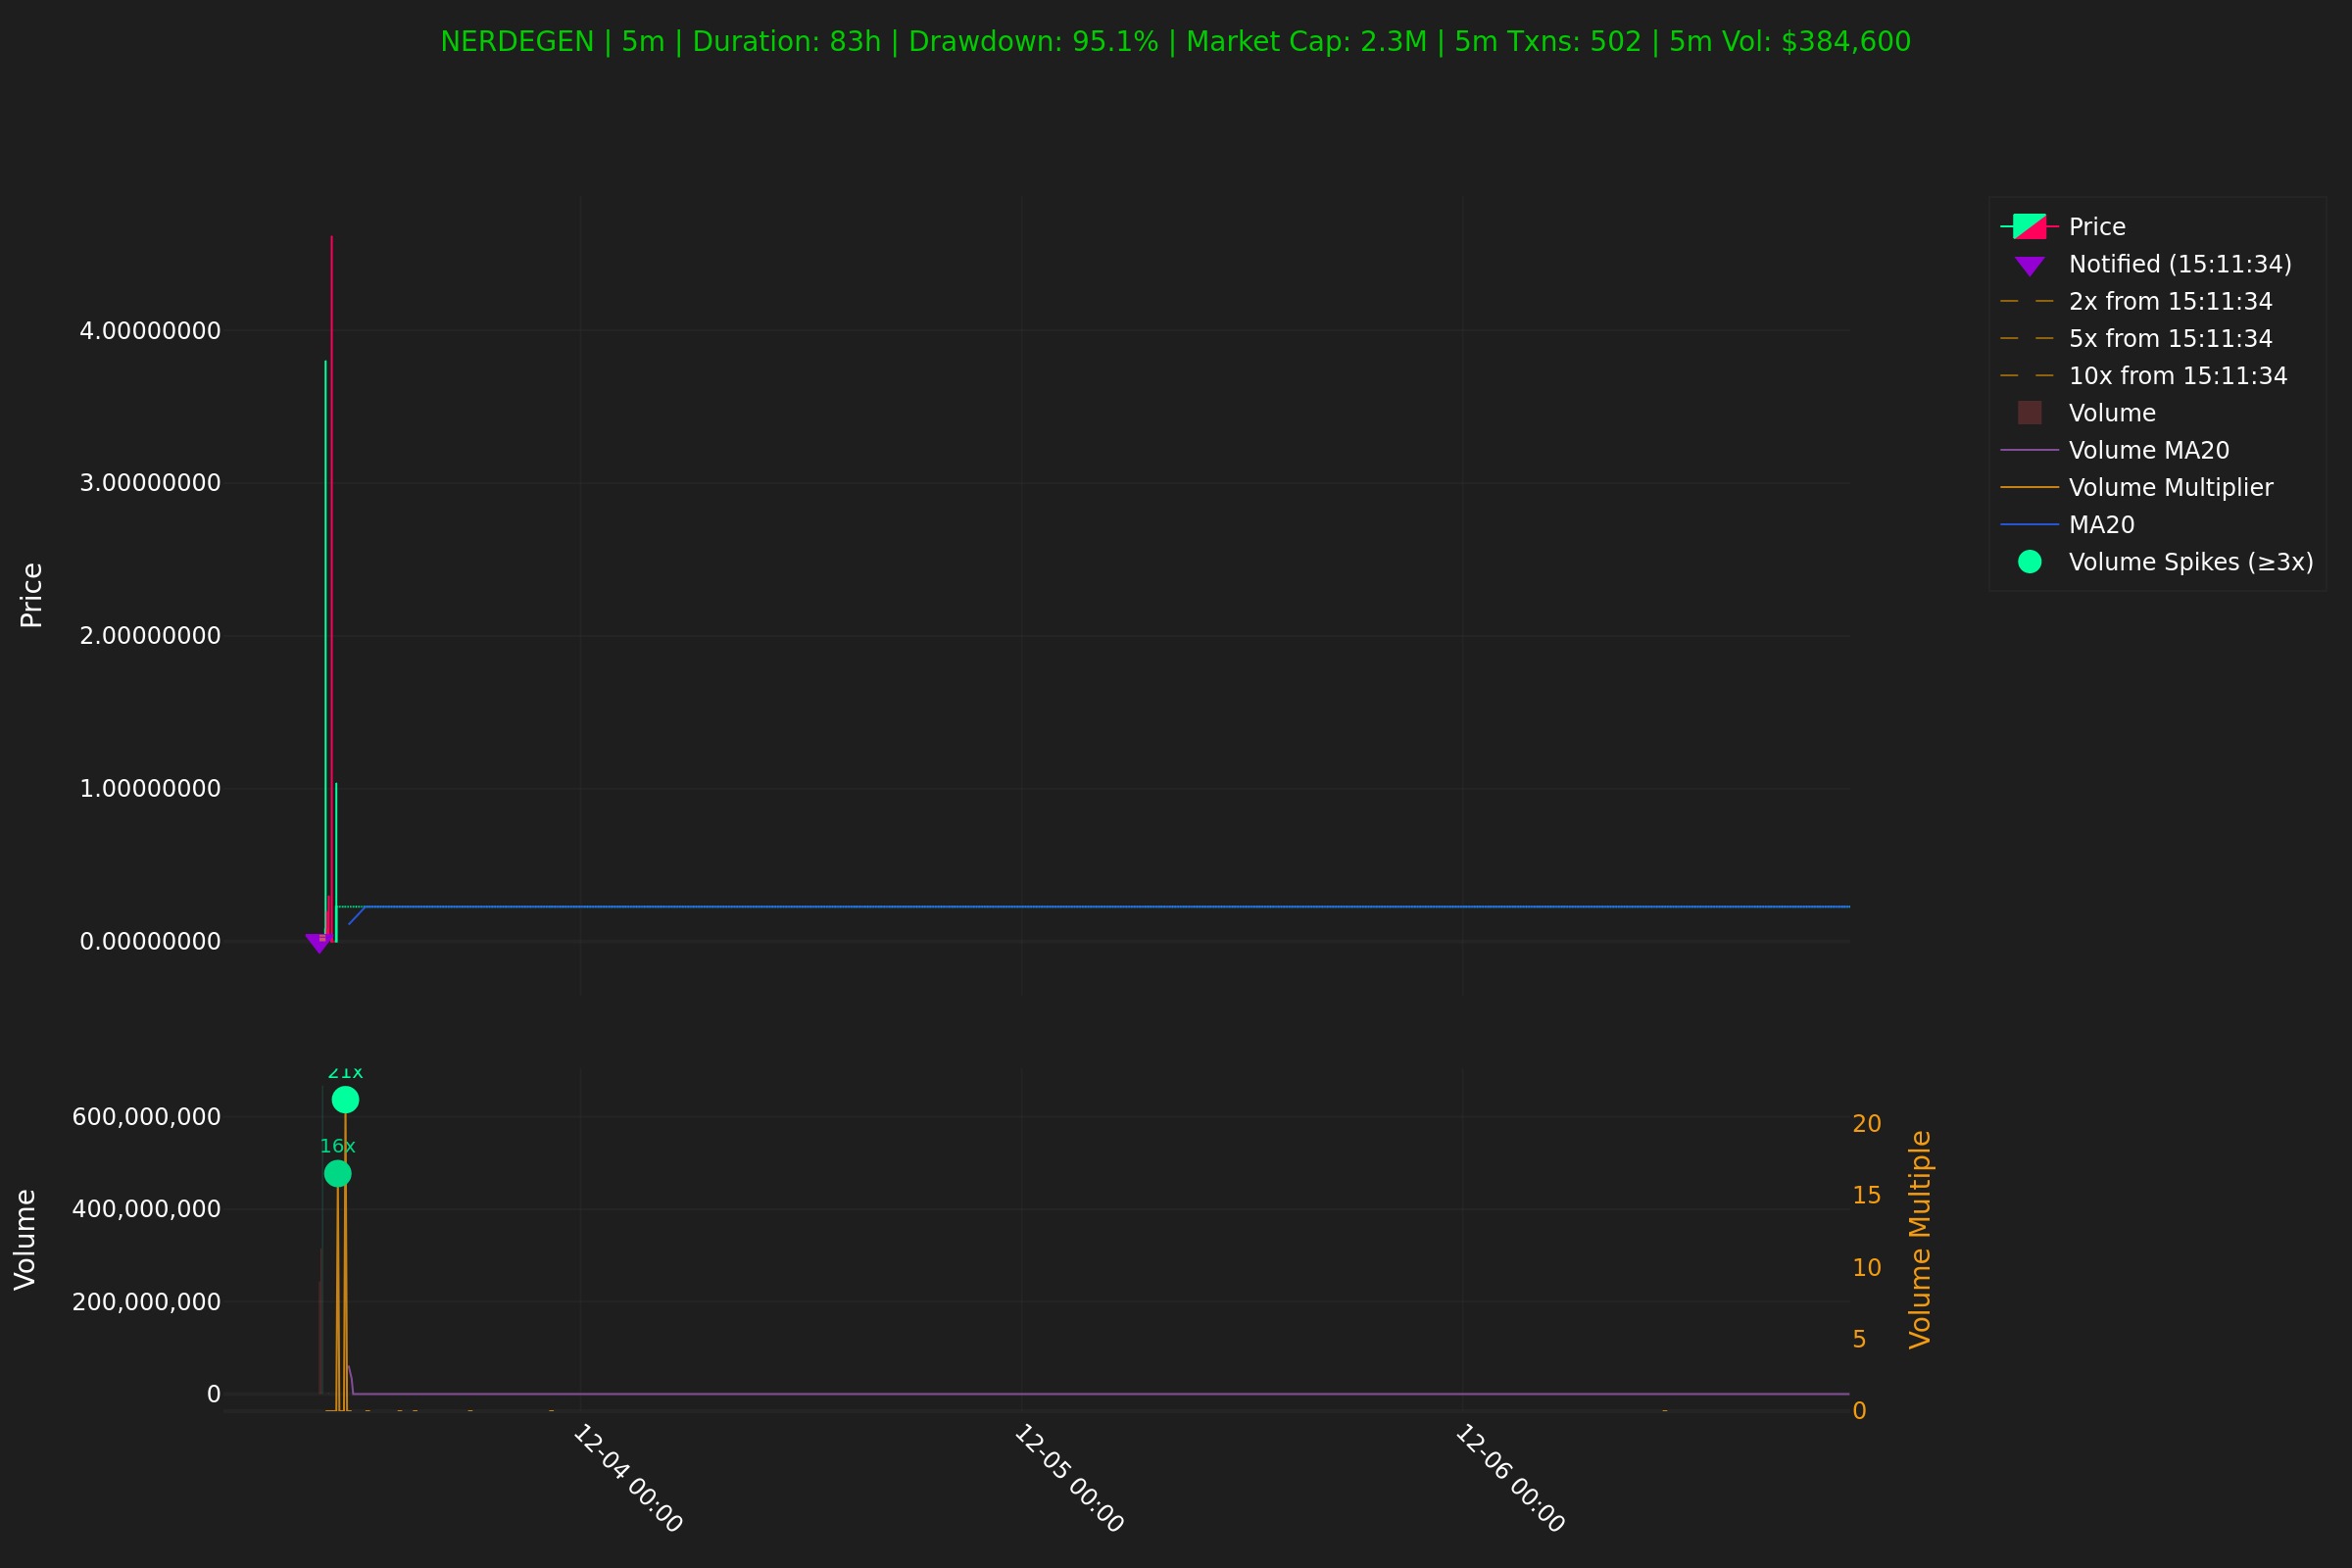 NERDEGEN | 5m | Duration: 83h | Drawdown: 95.1% | Market Cap: 2.3M | 5m Txns: 502 | 5m Vol: $384,600
Price
4.00000000
3.00000000
2.00000000
1.00000000
0.00000000
Price
Notified (15:11:34)
2x from 15:11:34
5x from 15:11:34
10x from 15:11:34
Volume
Volume MA20
Volume Multiplier
MA20
Volume Spikes (≥3x)
Volume
600,000,000
400,000,000
200,000,000
0
21x
16x
20
15
10
5
0
Volume Multiple
12-04 00:00
12-05 00:00
12-06 00:00